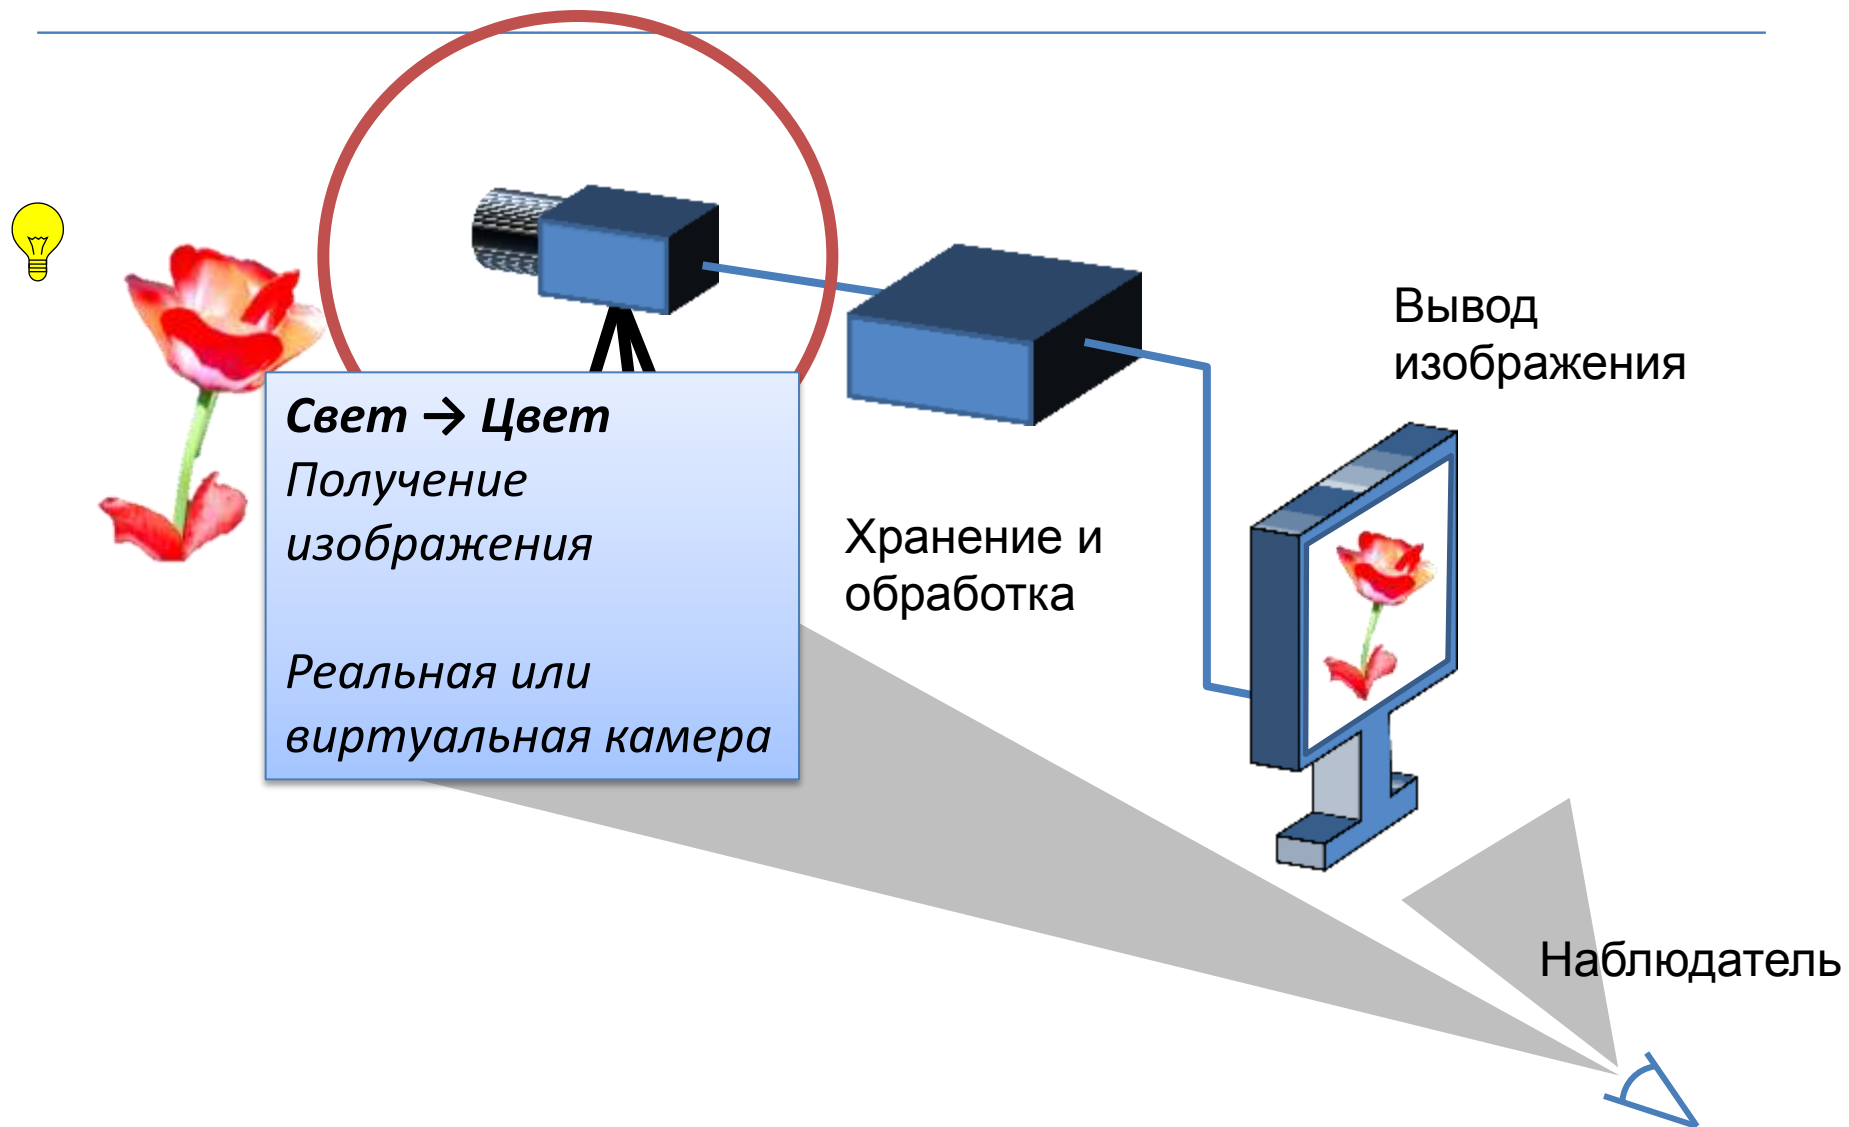 Свет → Цвет
Получение
изображения
Реальная или
виртуальная камера
Хранение и
обработка
Вывод
изображения
Наблюдатель